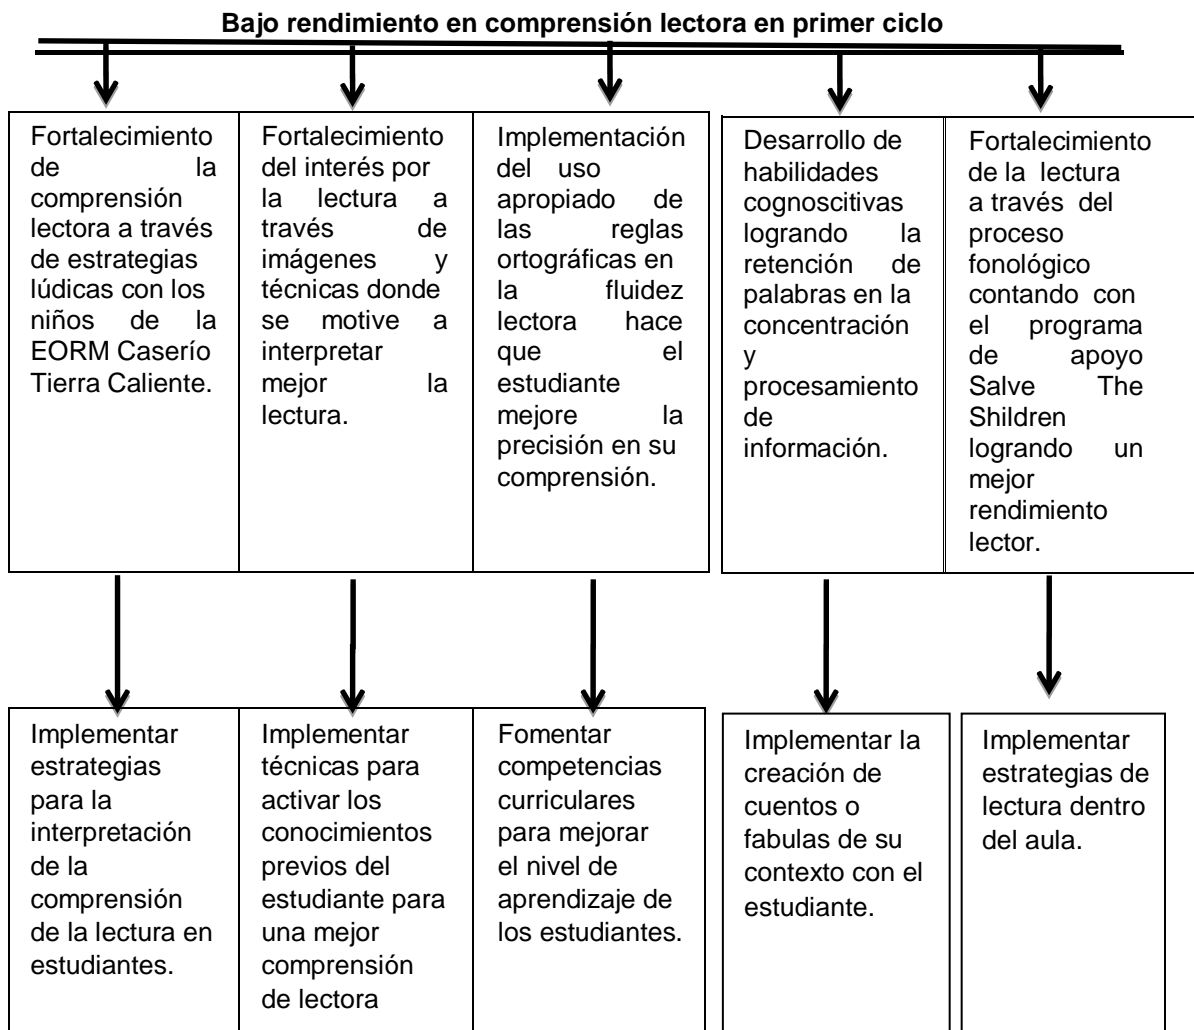 Bajo rendimiento en comprensión lectora en primer ciclo
Fortalecimiento
de la
comprensión
lectora a través
de estrategias
lúdicas con los
niños de la
EORM Caserío
Tierra Caliente.
Fortalecimiento
del interés por
la lectura a
través de
imágenes y
técnicas donde
se motive a
interpretar
mejor la
lectura.
Implementación
del uso
apropiado de
las reglas
ortográficas en
la fluidez
lectora hace
que el
estudiante
mejore la
precisión en su
comprensión.
Desarrollo de
habilidades
cognoscitivas
logrando la
retención de
palabras en la
concentración
y
procesamiento
de
información.
Fortalecimiento
de la lectura
a través del
proceso
fonológico
contando con
el programa
de apoyo
Salve The
Shildren
logrando un
mejor
rendimiento
lector.
Implementar
estrategias
para la
interpretación
de la
comprensión
de la lectura en
estudiantes.
Implementar
técnicas para
activar los
conocimientos
previos del
estudiante para
una mejor
comprensión
de lectora
Fomentar
competencias
curriculares
para mejorar
el nivel de
aprendizaje de
los estudiantes.
Implementar la
creación de
cuentos o
fabulas de su
contexto con el
estudiante.
Implementar
estrategias de
lectura dentro
del aula.